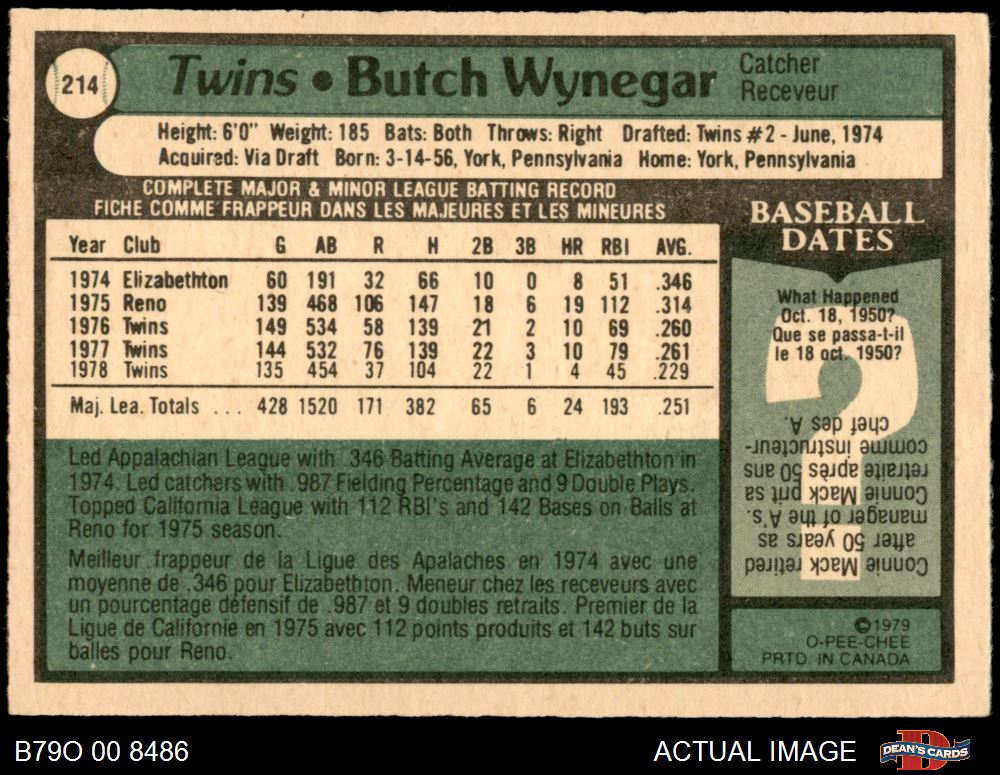 214
Twins • Butch Wynegar
Catcher
Receveur
Height: 6'0" Weight: 185 Bats: Both Throws: Right Drafted: Twins #2 - June, 1974
Acquired: Via Draft Born: 3-14-56, York, Pennsylvania Home: York, Pennsylvania
COMPLETE MAJOR & MINOR LEAGUE BATTING RECORD
FICHE COMME FRAPPEUR DANS LES MAJEURES ET LES MINEURES
Year Club G AB R H 2B 3B HR RBI AVG.
1974 Elizabethton 60 191 32 66 10 0 8 51 .346
1975 Reno 139 468 106 147 18 6 19 112 .314
1976 Twins 149 534 58 139 21 2 10 69 .260
1977 Twins 144 532 76 139 22 3 10 79 .261
1978 Twins 135 454 37 104 22 1 4 45 .229
Maj. Lea. Totals ... 428 1520 171 382 65 6 24 193 .251
Led Appalachian League with .346 Batting Average at Elizabethton in
1974. Led catchers with .987 Fielding Percentage and 9 Double Plays.
Topped California League with 112 RBI's and 142 Bases on Balls at
Reno for 1975 season.
Meilleur frappeur de la Ligue des Apalaches en 1974 avec une
moyenne de .346 pour Elizabethton. Meneur chez les receveurs avec
un pourcentage défensif de .987 et 9 doubles retraits. Premier de la
Ligue de Californie en 1975 avec 112 points produits et 142 buts sur
balles pour Reno.
BASEBALL
DATES
What Happened
Oct. 18, 1950?
Que se passa-t-il
le 18 oct. 1950?
Connie Mack retired
after 50 years as
manager of the A's.
Connie Mack prit sa
retraite après 50 ans
comme instructeur-
chef des A.
©1979
O-PEE-CHEE
PRTD. IN CANADA
B79O 00 8486
ACTUAL IMAGE
DEAN'S CARDS